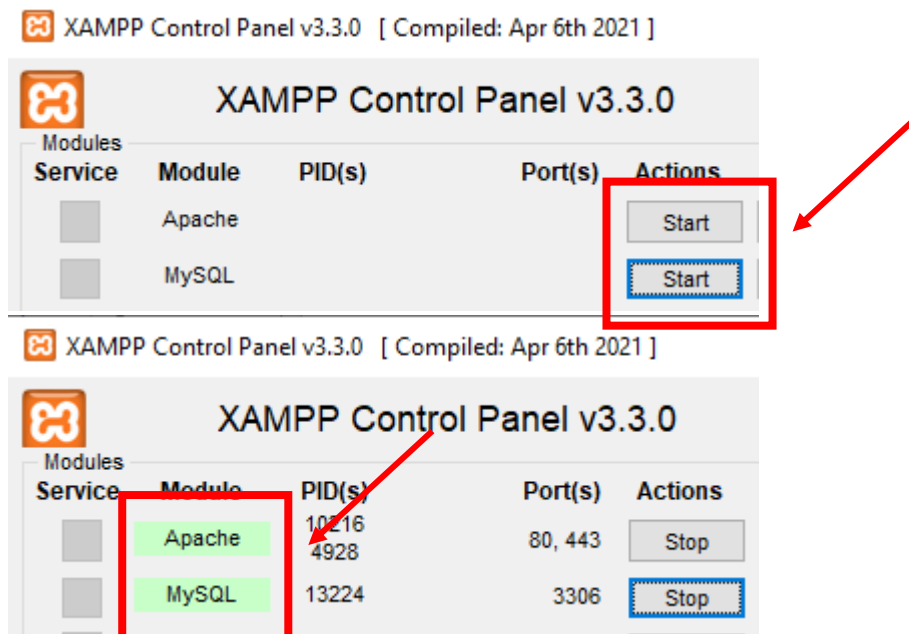 XAMPP Control Panel v3.3.0 [ Compiled: Apr 6th 2021 ]
XAMPP Control Panel v3.3.0
Modules
Service Module PID(s) Port(s) Actions
Apache Start
MySQL Start
XAMPP Control Panel v3.3.0 [ Compiled: Apr 6th 2021 ]
XAMPP Control Panel v3.3.0
Modules
Service Module PID(s) Port(s) Actions
Apache 10216 4928 80, 443 Stop
MySQL 13224 3306 Stop